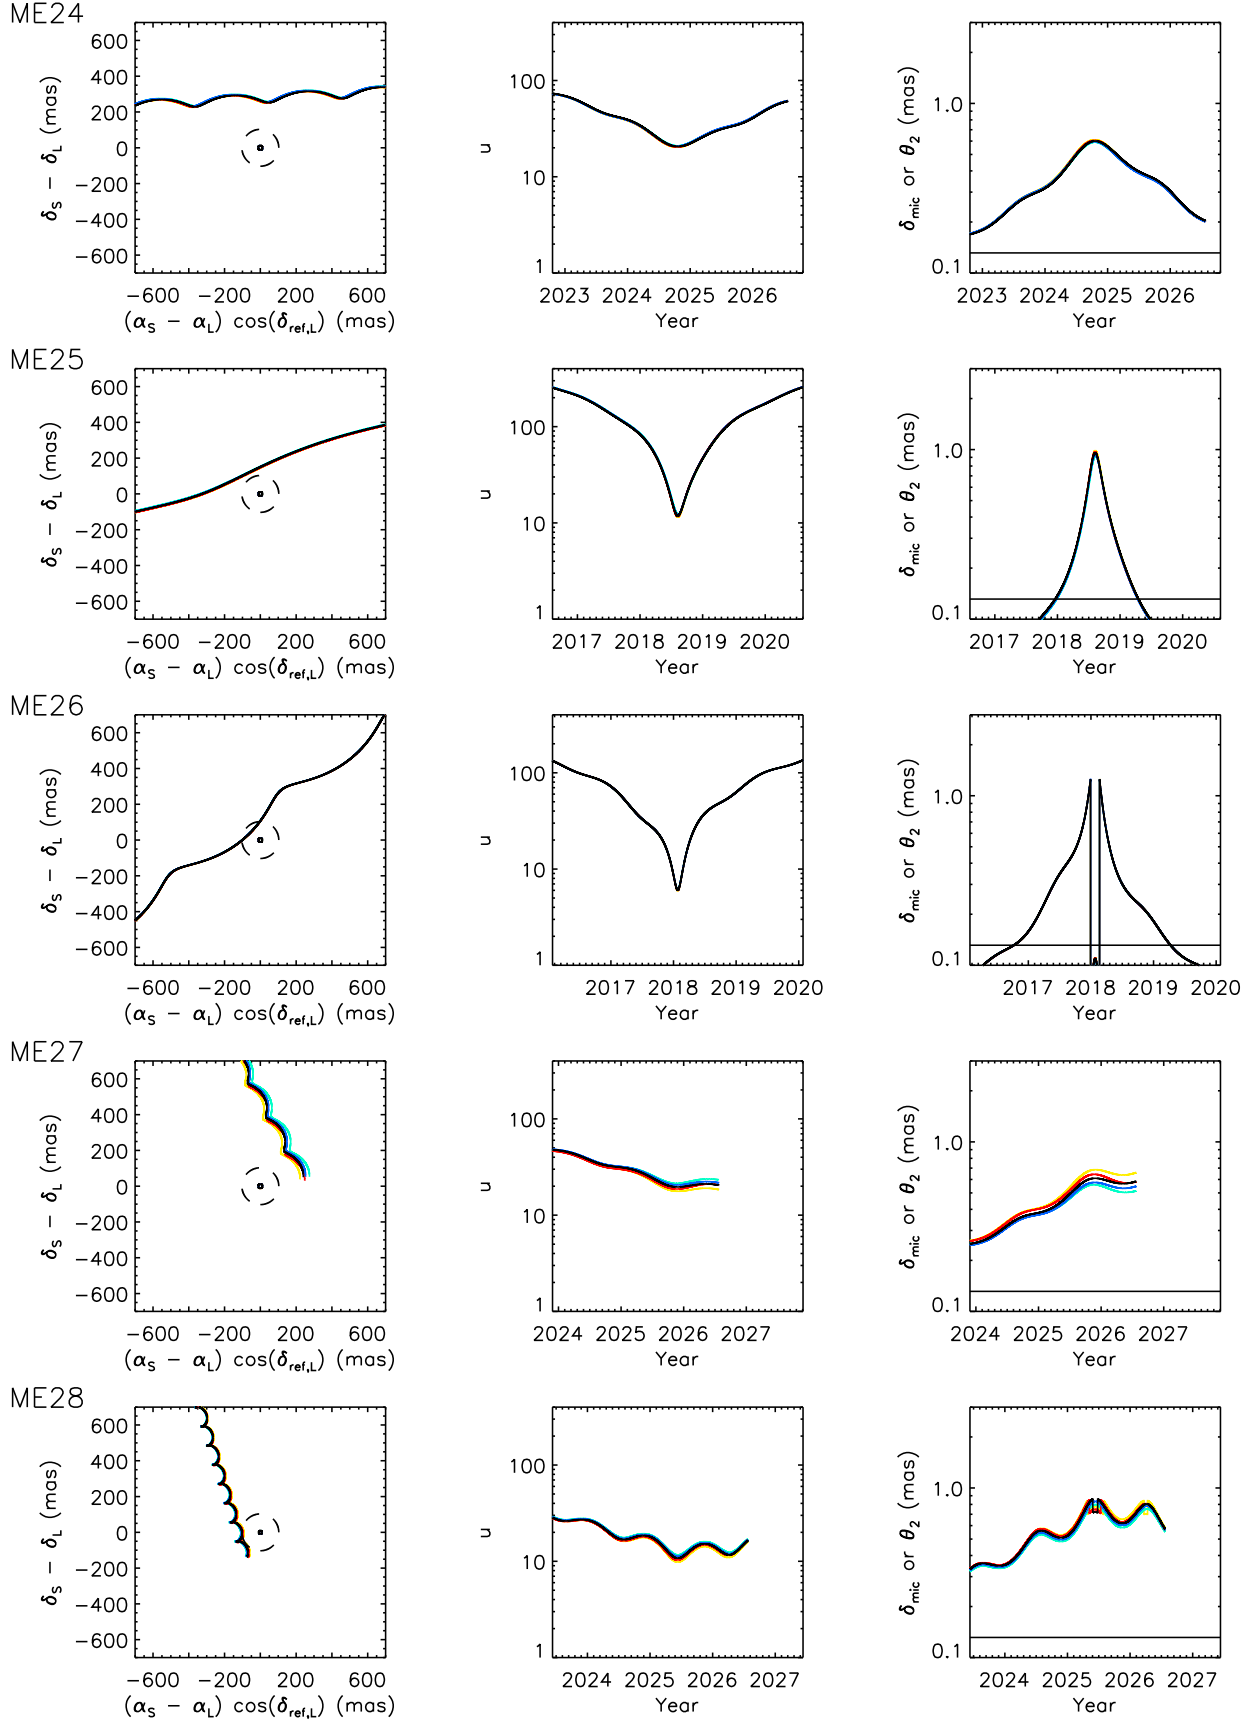 ME24
600
400
200
0
−200
−400
−600
δS − δL (mas)
−600 −200 200 600
(αS − αL) cos(δref,L) (mas)
100
10
1
u
2023 2024 2025 2026
Year
1.0
0.1
δmic or θ2 (mas)
2023 2024 2025 2026
Year
ME25
600
400
200
0
−200
−400
−600
δS − δL (mas)
−600 −200 200 600
(αS − αL) cos(δref,L) (mas)
100
10
1
u
2017 2018 2019 2020
Year
1.0
0.1
δmic or θ2 (mas)
2017 2018 2019 2020
Year
ME26
600
400
200
0
−200
−400
−600
δS − δL (mas)
−600 −200 200 600
(αS − αL) cos(δref,L) (mas)
100
10
1
u
2017 2018 2019 2020
Year
1.0
0.1
δmic or θ2 (mas)
2017 2018 2019 2020
Year
ME27
600
400
200
0
−200
−400
−600
δS − δL (mas)
−600 −200 200 600
(αS − αL) cos(δref,L) (mas)
100
10
1
u
2024 2025 2026 2027
Year
1.0
0.1
δmic or θ2 (mas)
2024 2025 2026 2027
Year
ME28
600
400
200
0
−200
−400
−600
δS − δL (mas)
−600 −200 200 600
(αS − αL) cos(δref,L) (mas)
100
10
1
u
2024 2025 2026 2027
Year
1.0
0.1
δmic or θ2 (mas)
2024 2025 2026 2027
Year